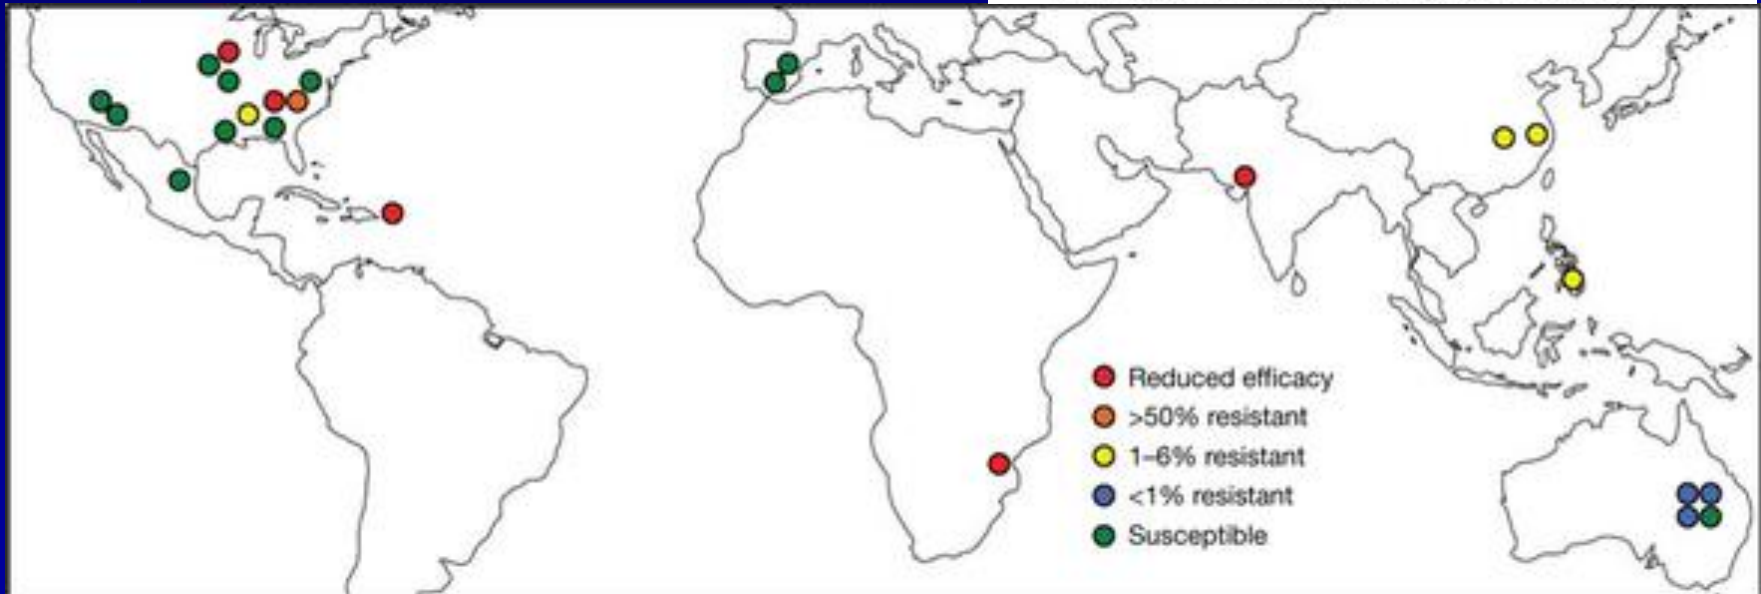 Reduced efficacy
>50% resistant
1–6% resistant
<1% resistant
Susceptible